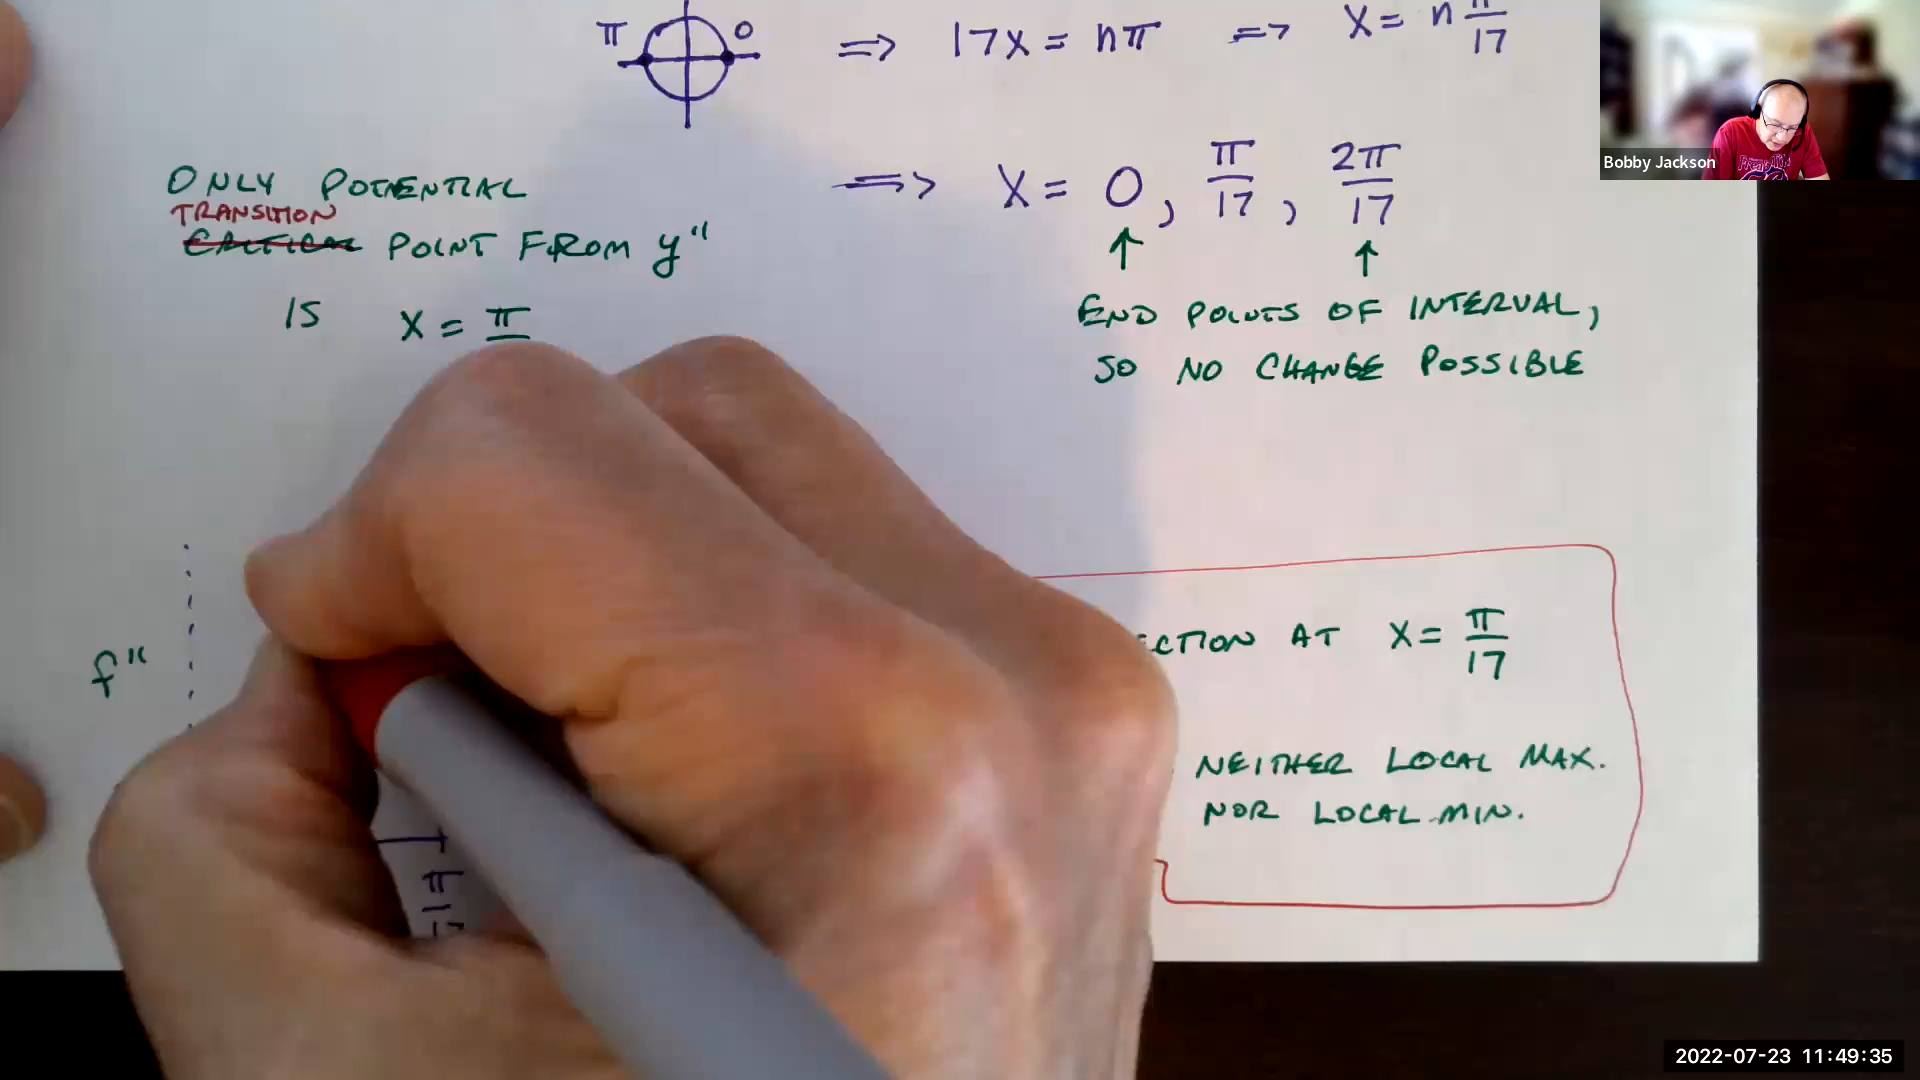 π 0 => 17x = nπ => x = n π/17
=> x = 0, π/17, 2π/17
ONLY POTENTIAL
TRANSITION
CRITICAL POINT FROM y"
IS x = π
↑ ↑
END POINTS OF INTERVAL,
SO NO CHANGE POSSIBLE
f"
ECTION AT x = π/17
NEITHER LOCAL MAX.
NOR LOCAL MIN.
π
17
Bobby Jackson
2022-07-23 11:49:35